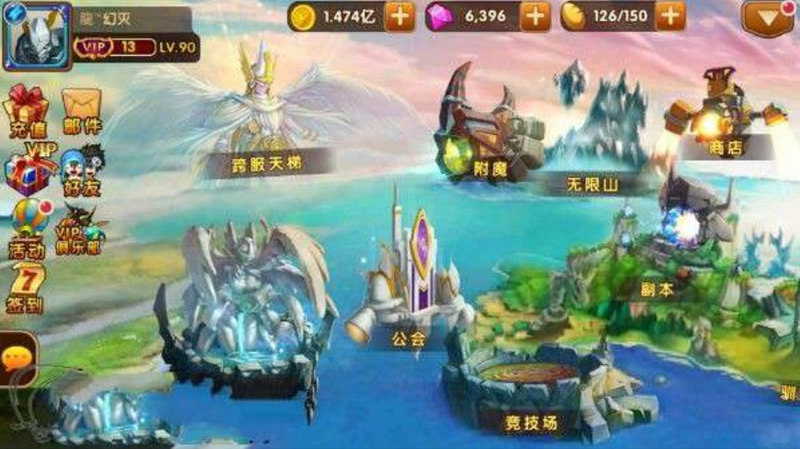 龍`幻灭
VIP 13 LV.90
1.474亿
6,396
126/150
充值
邮件
VIP
好友
活动
VIP
俱乐部
7
签到
跨服天梯
附魔
无限山
商店
副本
公会
竞技场